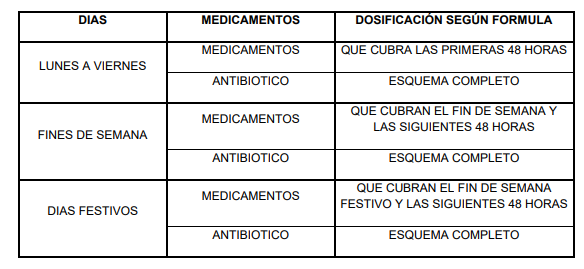 DIAS MEDICAMENTOS DOSIFICACIÓN SEGÚN FORMULA
LUNES A VIERNES
MEDICAMENTOS QUE CUBRA LAS PRIMERAS 48 HORAS
ANTIBIOTICO ESQUEMA COMPLETO
FINES DE SEMANA
MEDICAMENTOS
QUE CUBRAN EL FIN DE SEMANA Y
LAS SIGUIENTES 48 HORAS
ANTIBIOTICO ESQUEMA COMPLETO
DIAS FESTIVOS
MEDICAMENTOS
QUE CUBRAN EL FIN DE SEMANA
FESTIVO Y LAS SIGUIENTES 48 HORAS
ANTIBIOTICO ESQUEMA COMPLETO